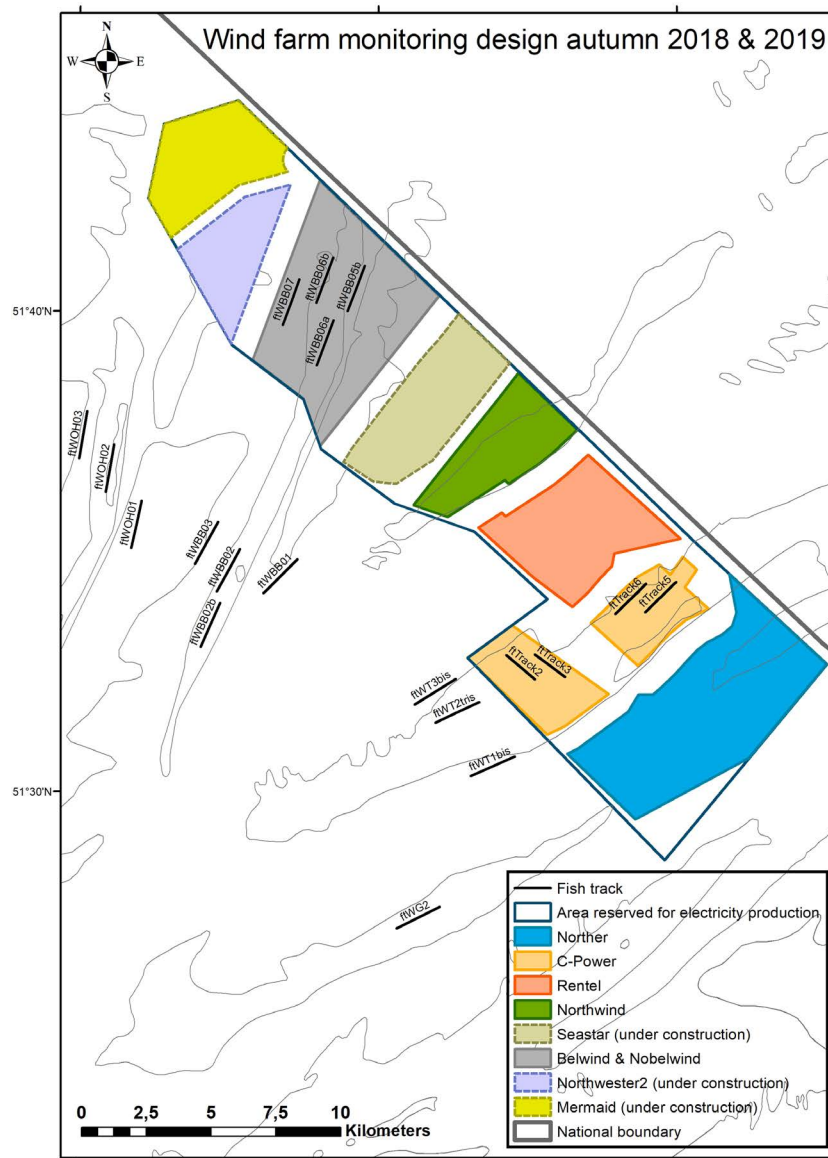 Wind farm monitoring design autumn 2018 & 2019
N
W E
S
51°40'
51°30'
ftWBB07
ftWBB06b
ftWBB05b
ftWBB06a
ftWOH03
ftWOH02
ftWOH01
ftWBB03
ftWBB02
ftWBB01
ftWBB02b
ftTrack6
ftTrack5
ftTrack3
ftTrack2
ftWT3bis
ftWT2tris
ftWT1bis
ftWG2
Fish track
Area reserved for electricity production
Norther
C-Power
Rentel
Northwind
Seastar (under construction)
Belwind & Nobelwind
Northwester2 (under construction)
Mermaid (under construction)
National boundary
0 2,5 5 7,5 10
Kilometers